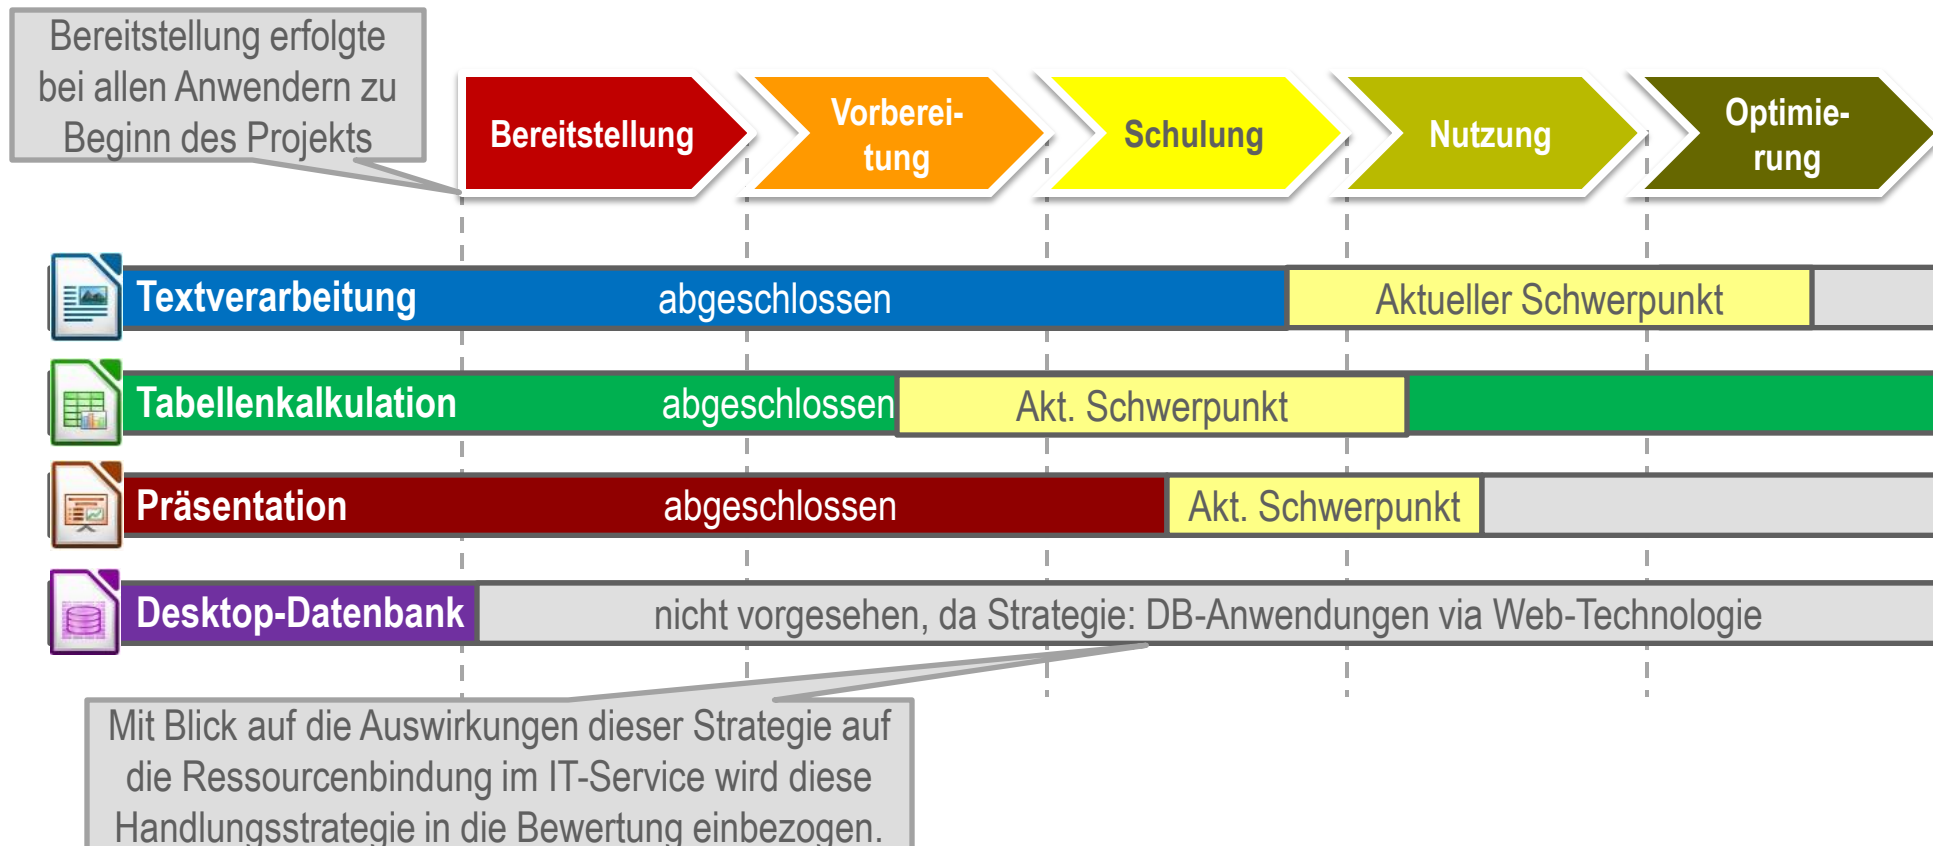 Bereitstellung erfolgte
bei allen Anwendern zu
Beginn des Projekts
Bereitstellung
Vorberei-
tung
Schulung
Nutzung
Optimie-
rung
Textverarbeitung abgeschlossen Aktueller Schwerpunkt
Tabellenkalkulation abgeschlossen Akt. Schwerpunkt
Präsentation abgeschlossen Akt. Schwerpunkt
Desktop-Datenbank nicht vorgesehen, da Strategie: DB-Anwendungen via Web-Technologie
Mit Blick auf die Auswirkungen dieser Strategie auf
die Ressourcenbindung im IT-Service wird diese
Handlungsstrategie in die Bewertung einbezogen.